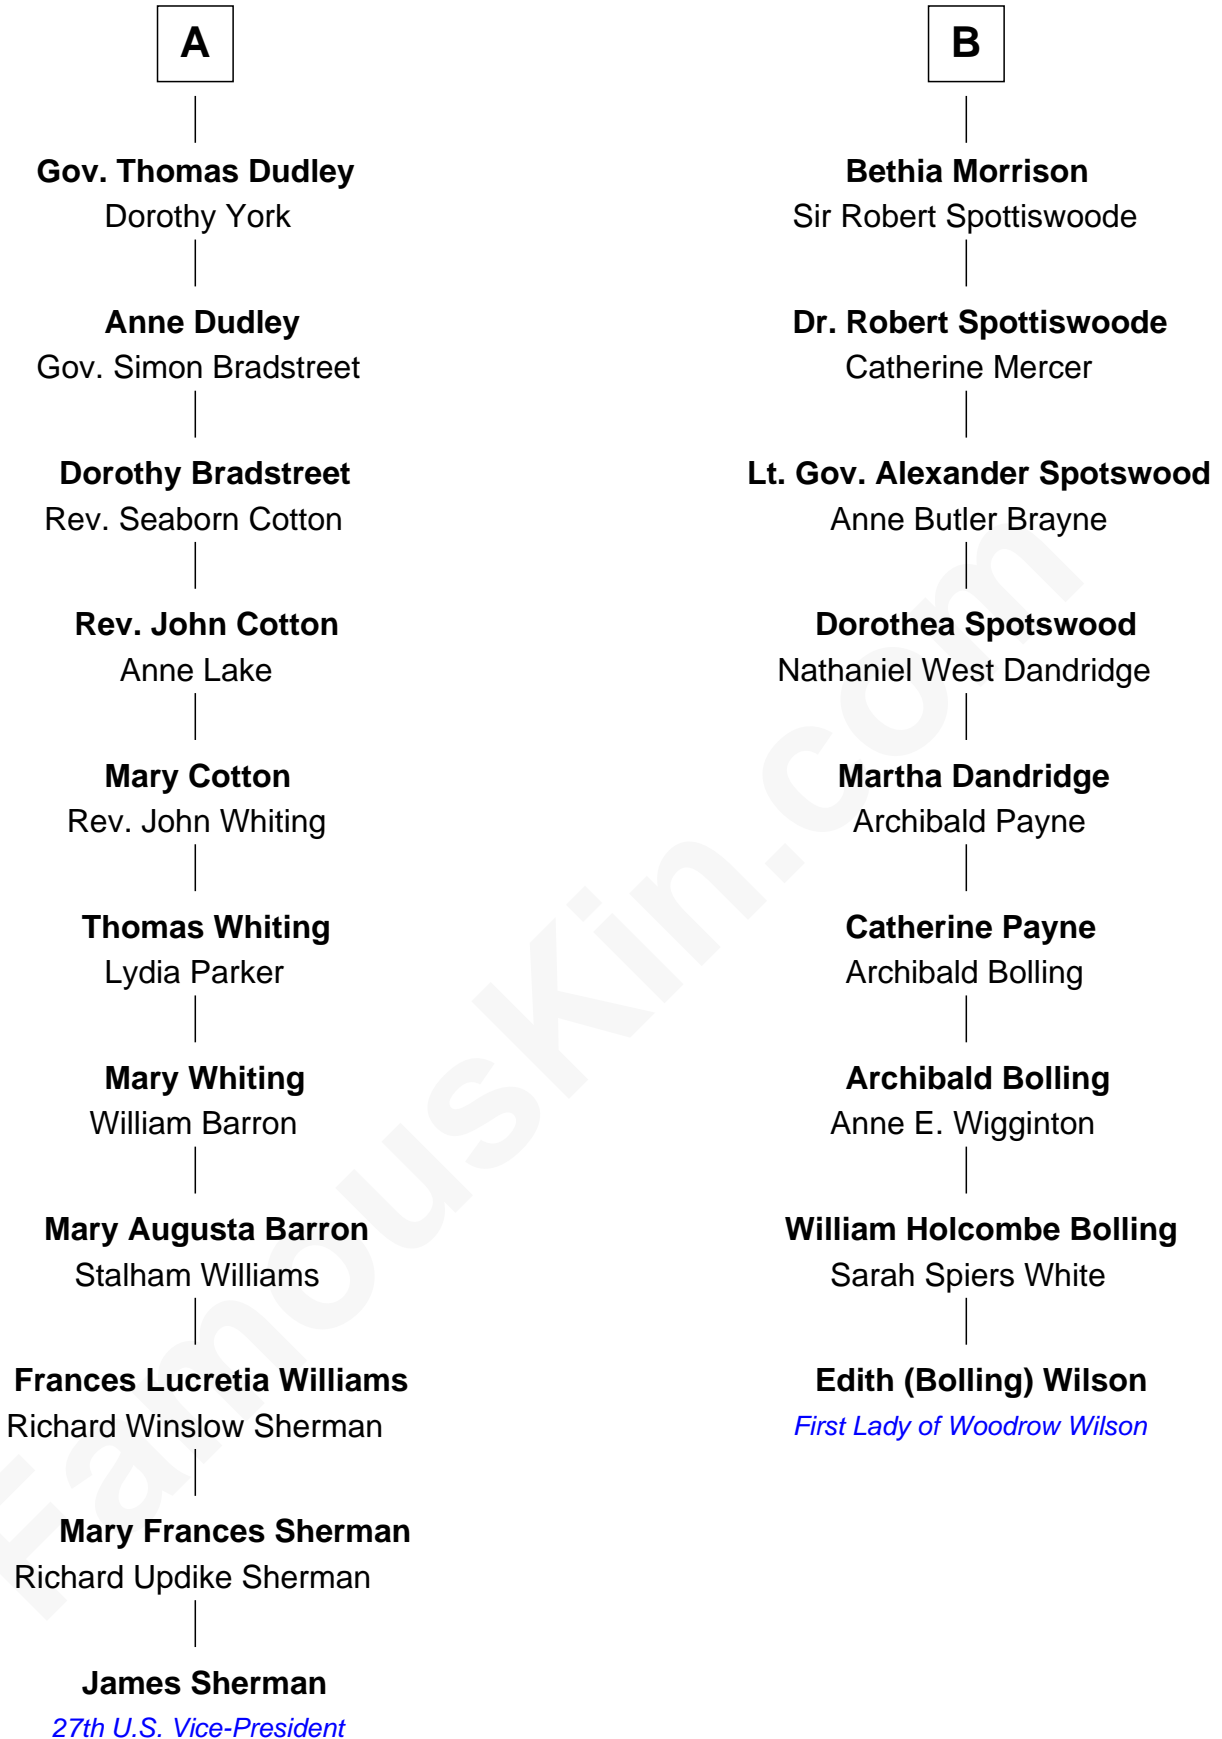 A
Gov. Thomas Dudley
Dorothy York
Anne Dudley
Gov. Simon Bradstreet
Dorothy Bradstreet
Rev. Seaborn Cotton
Rev. John Cotton
Anne Lake
Mary Cotton
Rev. John Whiting
Thomas Whiting
Lydia Parker
Mary Whiting
William Barron
Mary Augusta Barron
Stalham Williams
Frances Lucretia Williams
Richard Winslow Sherman
Mary Frances Sherman
Richard Updike Sherman
James Sherman
27th U.S. Vice-President
B
Bethia Morrison
Sir Robert Spottiswoode
Dr. Robert Spottiswoode
Catherine Mercer
Lt. Gov. Alexander Spotswood
Anne Butler Brayne
Dorothea Spotswood
Nathaniel West Dandridge
Martha Dandridge
Archibald Payne
Catherine Payne
Archibald Bolling
Archibald Bolling
Anne E. Wigginton
William Holcombe Bolling
Sarah Spiers White
Edith (Bolling) Wilson
First Lady of Woodrow Wilson
FamousKin.com